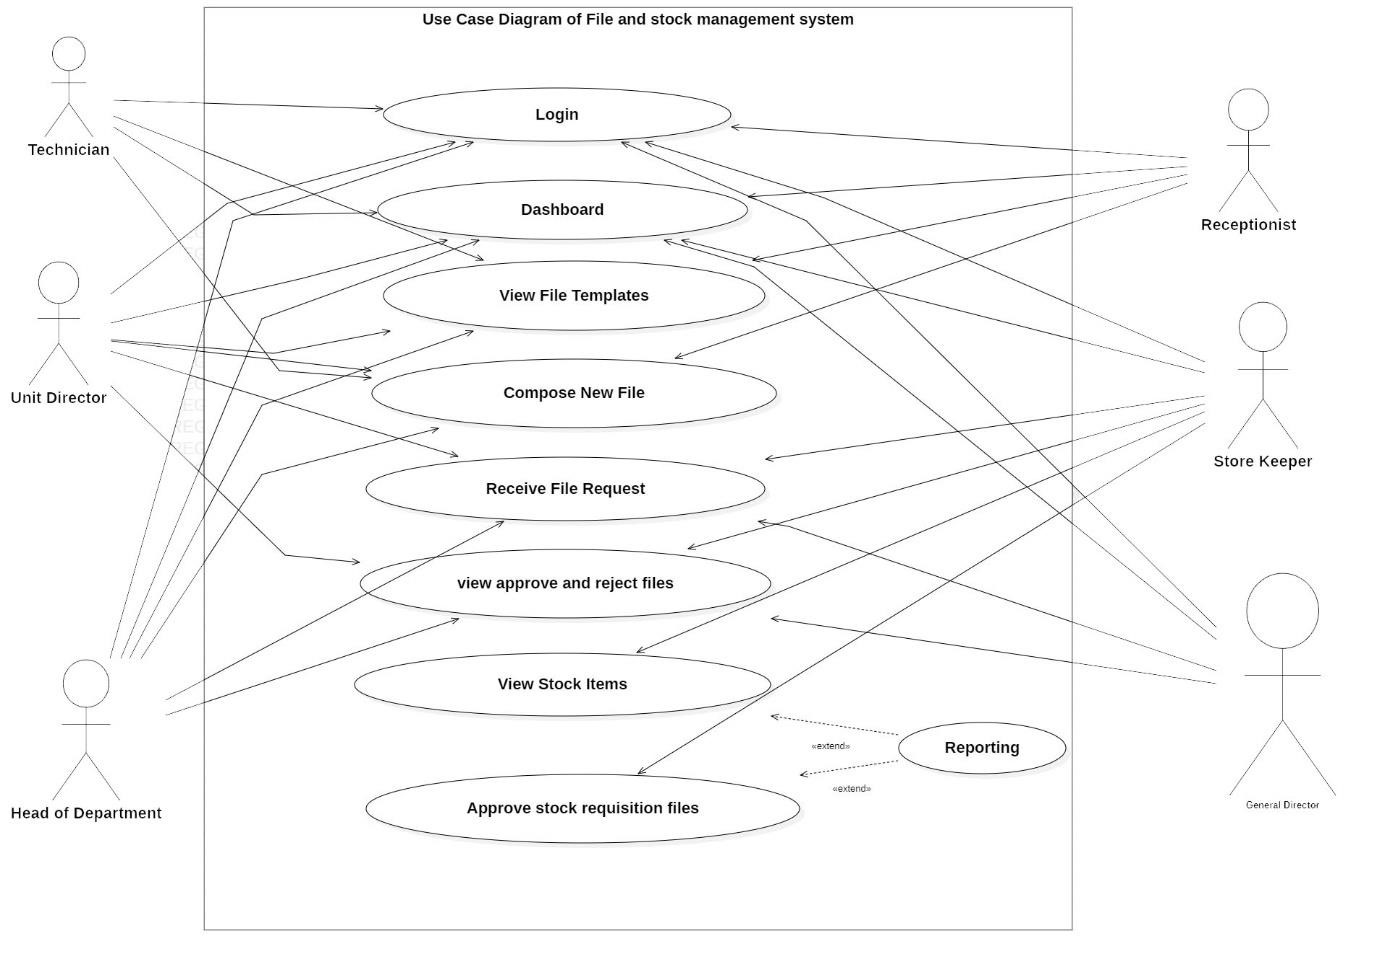 Use Case Diagram of File and stock management system
Technician
Login
Receptionist
Dashboard
View File Templates
Unit Director
Compose New File
Store Keeper
Receive File Request
view approve and reject files
View Stock Items
«extend»
Reporting
«extend»
Head of Department
Approve stock requisition files
General Director